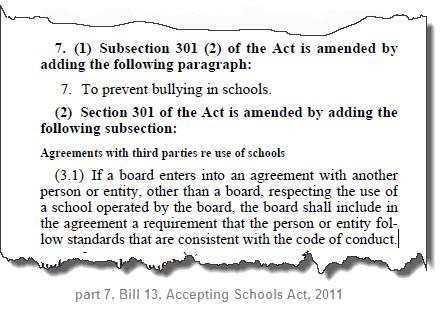 7. (1) Subsection 301 (2) of the Act is amended by
adding the following paragraph:
7. To prevent bullying in schools.
(2) Section 301 of the Act is amended by adding the
following subsection:
Agreements with third parties re use of schools
(3.1) If a board enters into an agreement with another
person or entity, other than a board, respecting the use of
a school operated by the board, the board shall include in
the agreement a requirement that the person or entity fol-
low standards that are consistent with the code of conduct.
part 7, Bill 13, Accepting Schools Act, 2011